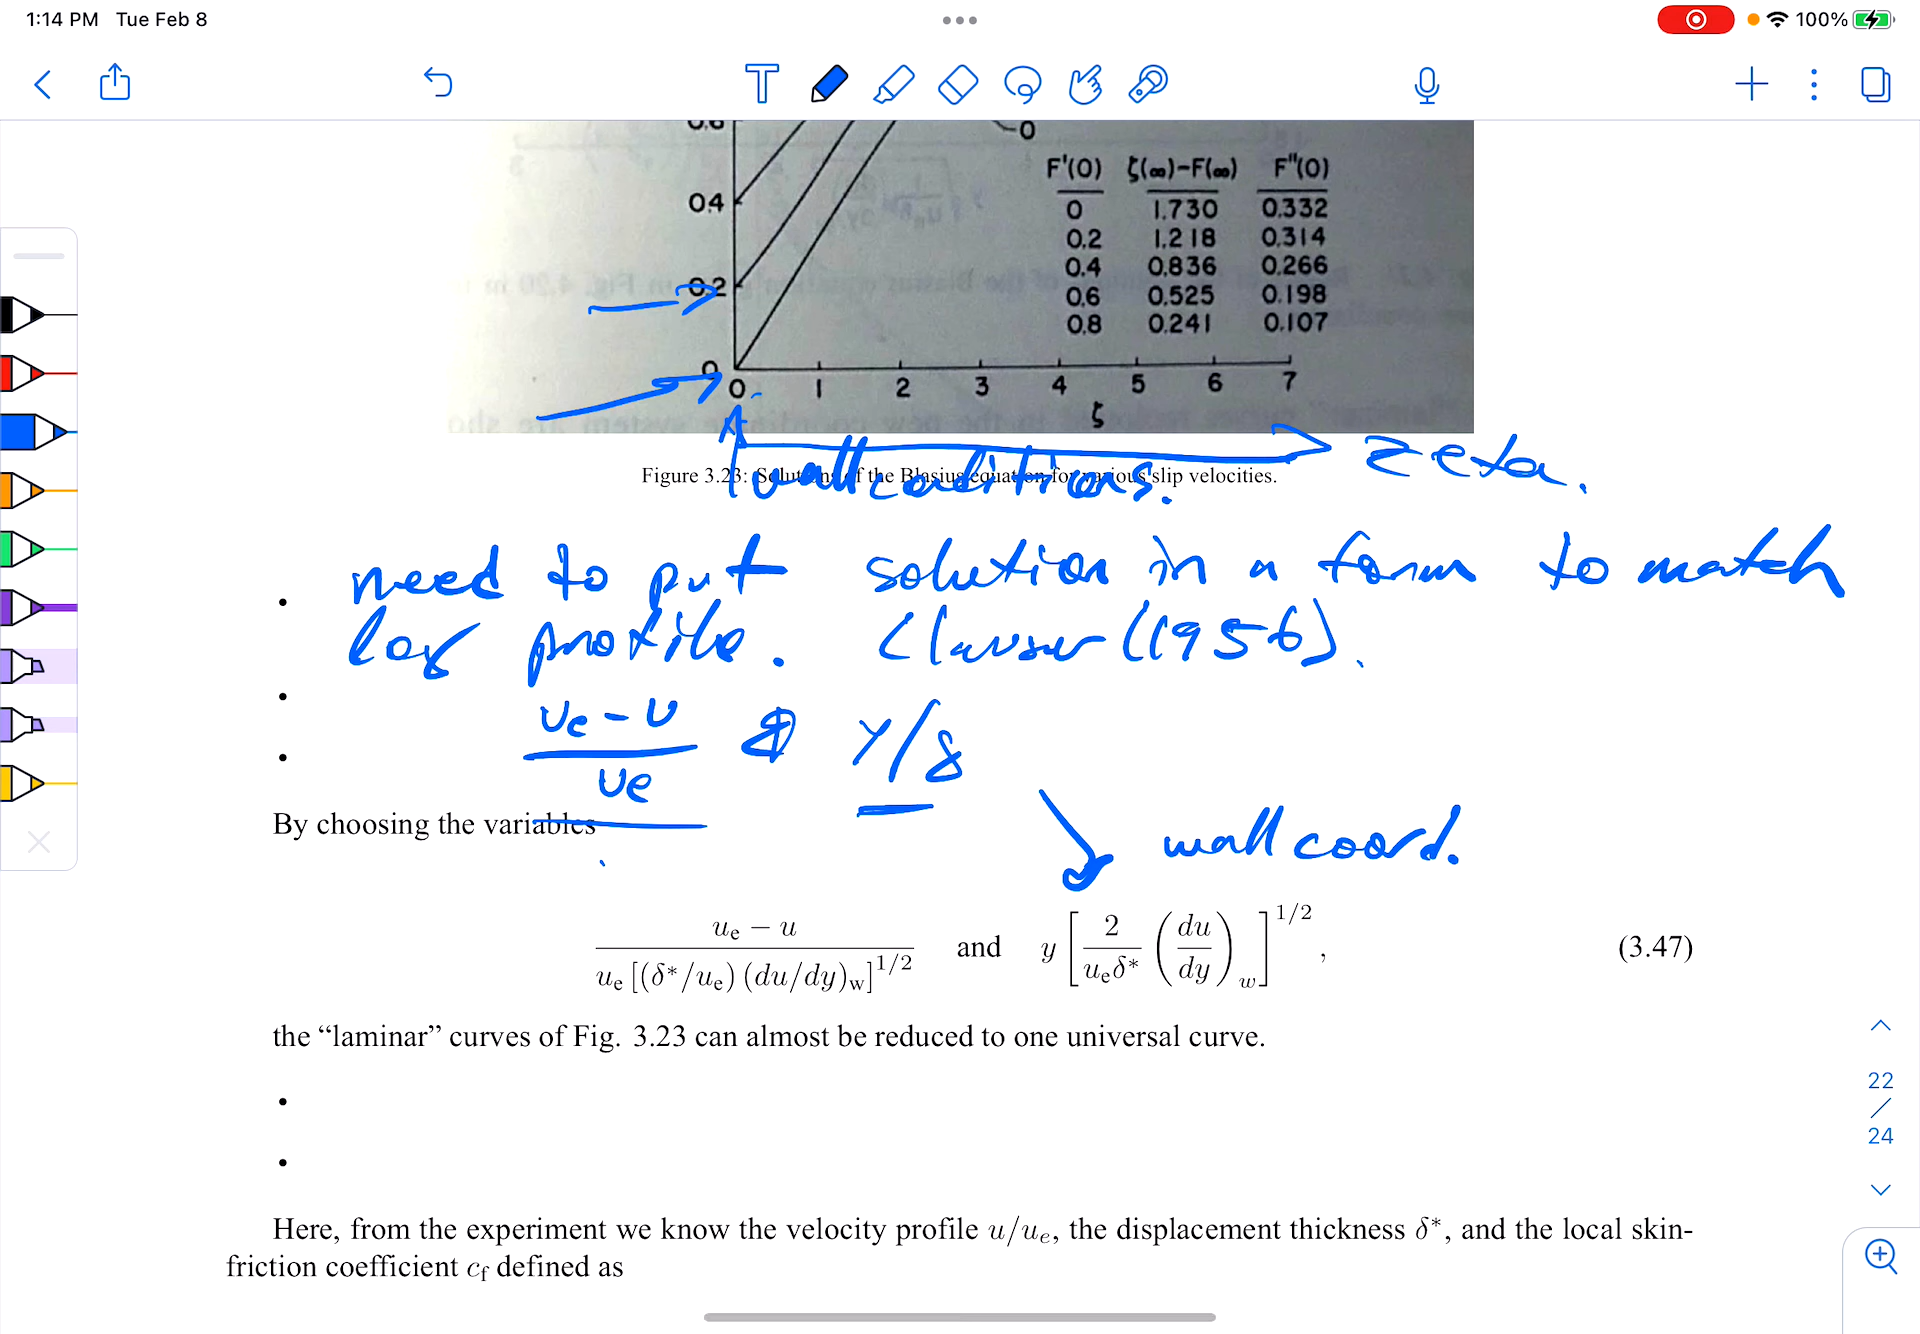 1:14 PM Tue Feb 8
100%
0.6
0
F'(0) ζ(∞)-F(∞) F"(0)
0.4
0 1.730 0.332
0.2 1.218 0.314
0.4 0.836 0.266
0.2
0.6 0.525 0.198
0.8 0.241 0.107
0
0 1 2 3 4 5 6 7
ζ
zeta.
Figure 3.23: Solutions of the Blasius equation for various slip velocities.
wall conditions.
• need to put solution in a form to match
log profile. Clauser (1956).
•
ue - u / ue & y/δ
•
By choosing the variables
wall coord.
(ue − u) / (ue [(δ*/ue) (du/dy)w]^1/2) and y [2/(ueδ*) (du/dy)w]^1/2 , (3.47)
the “laminar” curves of Fig. 3.23 can almost be reduced to one universal curve.
•
•
Here, from the experiment we know the velocity profile u/ue, the displacement thickness δ*, and the local skin-
friction coefficient cf defined as
22
/
24